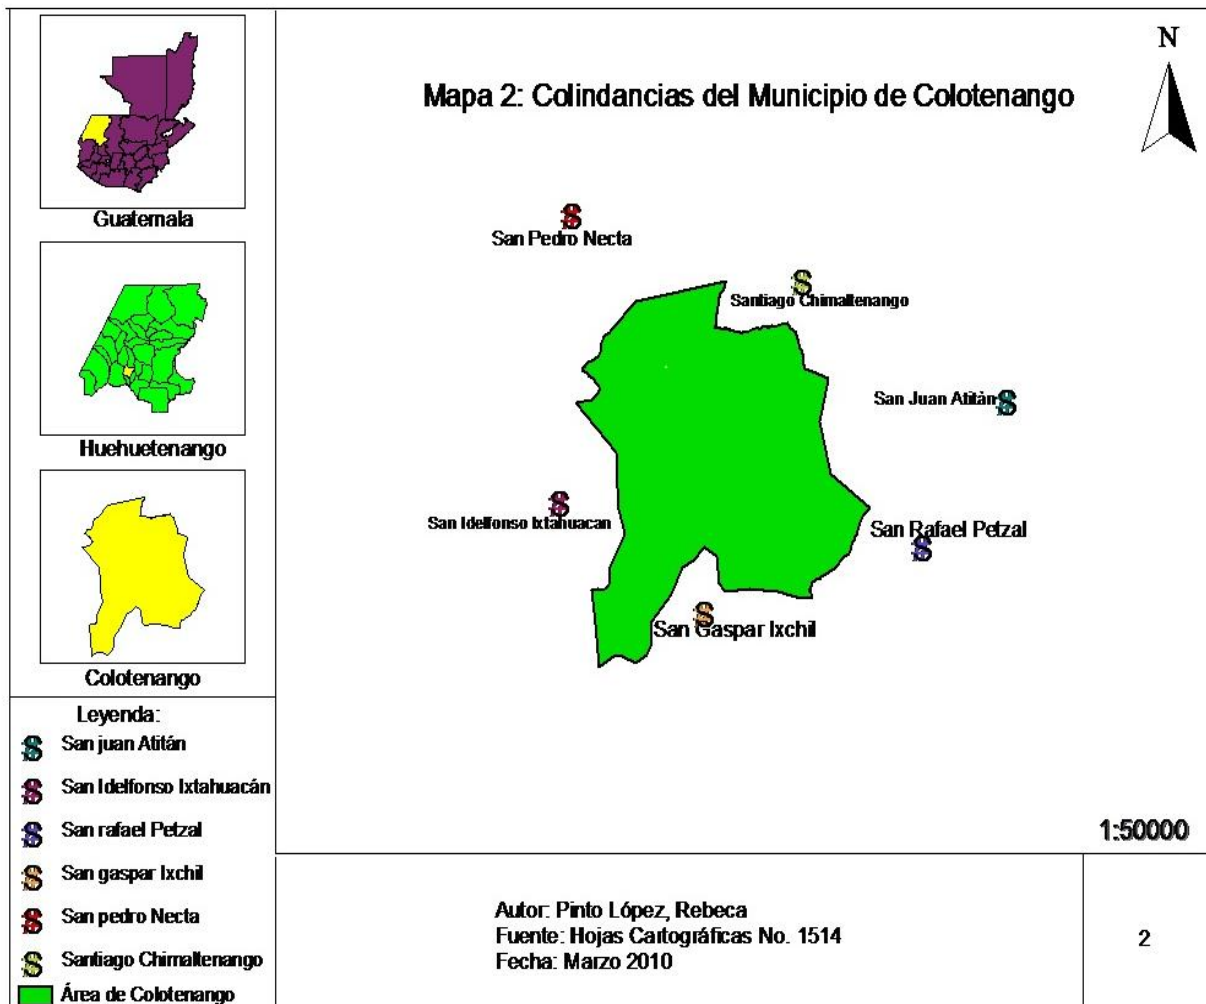 Guatemala
Huehuetenango
Colotenango
Leyenda:
San juan Atitán
San Idelfonso Ixtahuacán
San rafael Petzal
San gaspar Ixchil
San pedro Necta
Santiago Chimaltenango
Área de Colotenango
Mapa 2: Colindancias del Municipio de Colotenango
N
San Pedro Necta
Santiago Chimaltenango
San Juan Atitàn
San Idelfonso Ixtahuacan
San Rafael Petzal
San Gaspar Ixchil
1:50000
Autor: Pinto López, Rebeca
Fuente: Hojas Cartográficas No. 1514
Fecha: Marzo 2010
2